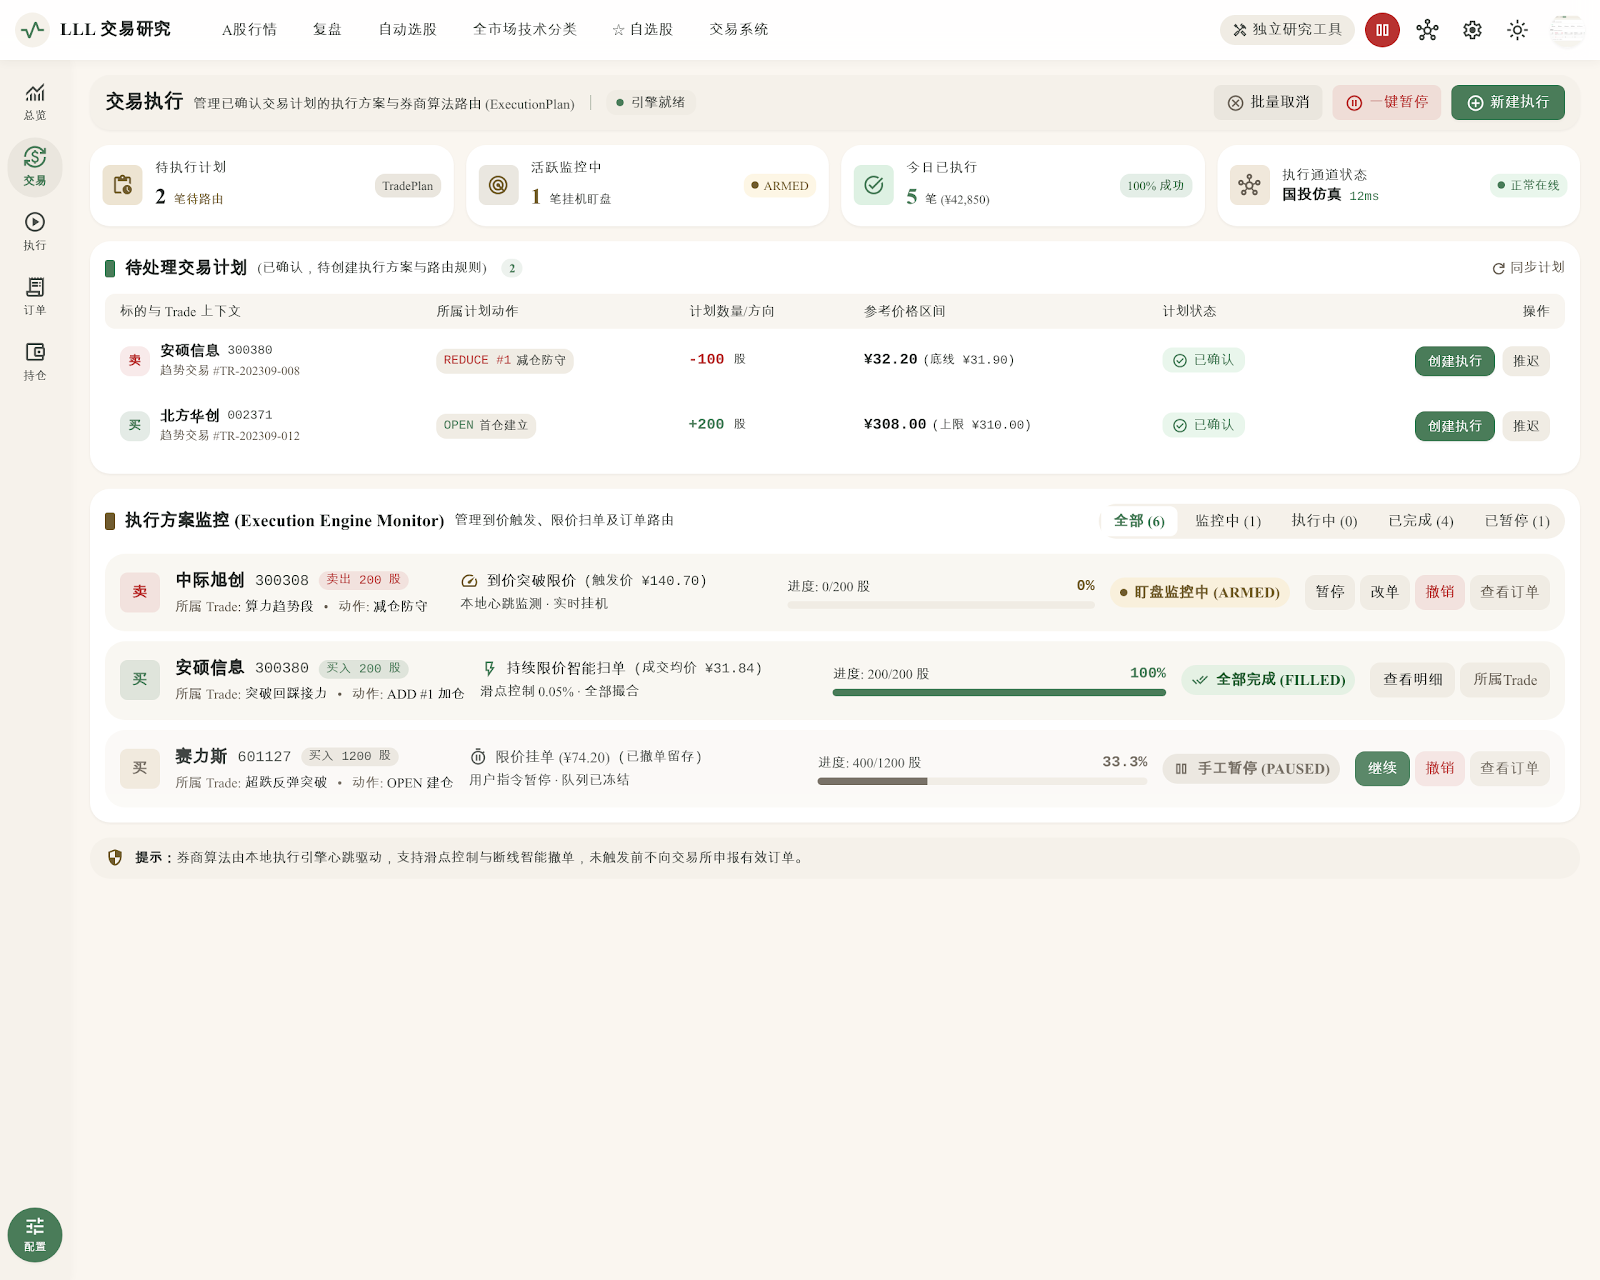 LLL 交易研究
A股行情
复盘
自动选股
全市场技术分类
☆ 自选股
交易系统
独立研究工具
总览
交易
执行
订单
持仓
配置
交易执行 管理已确认交易计划的执行方案与券商算法路由 (ExecutionPlan)
引擎就绪
批量取消
一键暂停
新建执行
待执行计划
2 笔待路由
TradePlan
活跃监控中
1 笔挂机盯盘
ARMED
今日已执行
5 笔 (¥42,850)
100% 成功
执行通道状态
国投仿真 12ms
正常在线
待处理交易计划 (已确认，待创建执行方案与路由规则) 2
同步计划
标的与 Trade 上下文 所属计划动作 计划数量/方向 参考价格区间 计划状态 操作
卖 安硕信息 300380
趋势交易 #TR-202309-008
REDUCE #1 减仓防守
-100 股
¥32.20 (底线 ¥31.90)
已确认
创建执行
推迟
买 北方华创 002371
趋势交易 #TR-202309-012
OPEN 首仓建立
+200 股
¥308.00 (上限 ¥310.00)
已确认
创建执行
推迟
执行方案监控 (Execution Engine Monitor) 管理到价触发、限价扫单及订单路由
全部 (6)
监控中 (1)
执行中 (0)
已完成 (4)
已暂停 (1)
卖 中际旭创 300308 卖出 200 股
所属 Trade: 算力趋势段 • 动作: 减仓防守
到价突破限价 (触发价 ¥140.70)
本地心跳监测 · 实时挂机
进度: 0/200 股 0%
盯盘监控中 (ARMED)
暂停
改单
撤销
查看订单
买 安硕信息 300380 买入 200 股
所属 Trade: 突破回踩接力 • 动作: ADD #1 加仓
持续限价智能扫单 (成交均价 ¥31.84)
滑点控制 0.05% · 全部撮合
进度: 200/200 股 100%
全部完成 (FILLED)
查看明细
所属Trade
买 赛力斯 601127 买入 1200 股
所属 Trade: 超跌反弹突破 • 动作: OPEN 建仓
限价挂单 (¥74.20) (已撤单留存)
用户指令暂停 · 队列已冻结
进度: 400/1200 股 33.3%
手工暂停 (PAUSED)
继续
撤销
查看订单
提示：券商算法由本地执行引擎心跳驱动，支持滑点控制与断线智能撤单，未触发前不向交易所申报有效订单。